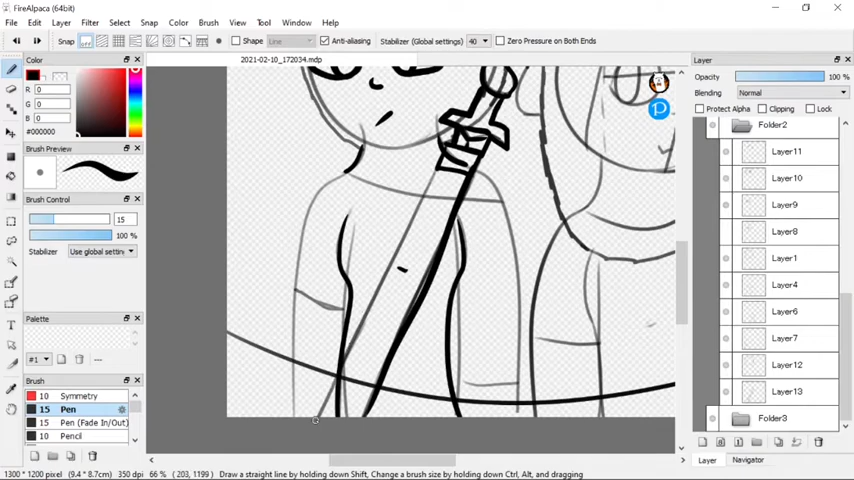 FireAlpaca (64bit)
File Edit Layer Filter Select Snap Color Brush View Tool Window Help
Snap off Shape Line Anti-aliasing Stabilizer (Global settings) 40 Zero Pressure on Both Ends
Color
2021-02-10_172034.mdp
Layer
R 0
G 0
B 0
#000000
Opacity 100 %
Blending Normal
Protect Alpha Clipping Lock
Folder2
Brush Preview
Layer11
Layer10
Layer9
Brush Control
15
100 %
Stabilizer Use global settin
Layer8
Layer1
Layer4
Layer6
Palette
Layer7
#1
Layer12
Brush
Layer13
10 Symmetry
15 Pen
15 Pen (Fade In/Out)
10 Pencil
Folder3
Layer Navigator
1300 * 1200 pixel (9.4 * 8.7cm) 350 dpi 66 % (203, 1199) Draw a straight line by holding down Shift, Change a brush size by holding down Ctrl, Alt, and dragging